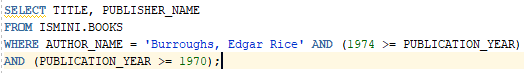 SELECT TITLE, PUBLISHER_NAME
FROM ISMINI.BOOKS
WHERE AUTHOR_NAME = 'Burroughs, Edgar Rice' AND (1974 >= PUBLICATION_YEAR)
AND (PUBLICATION_YEAR >= 1970);